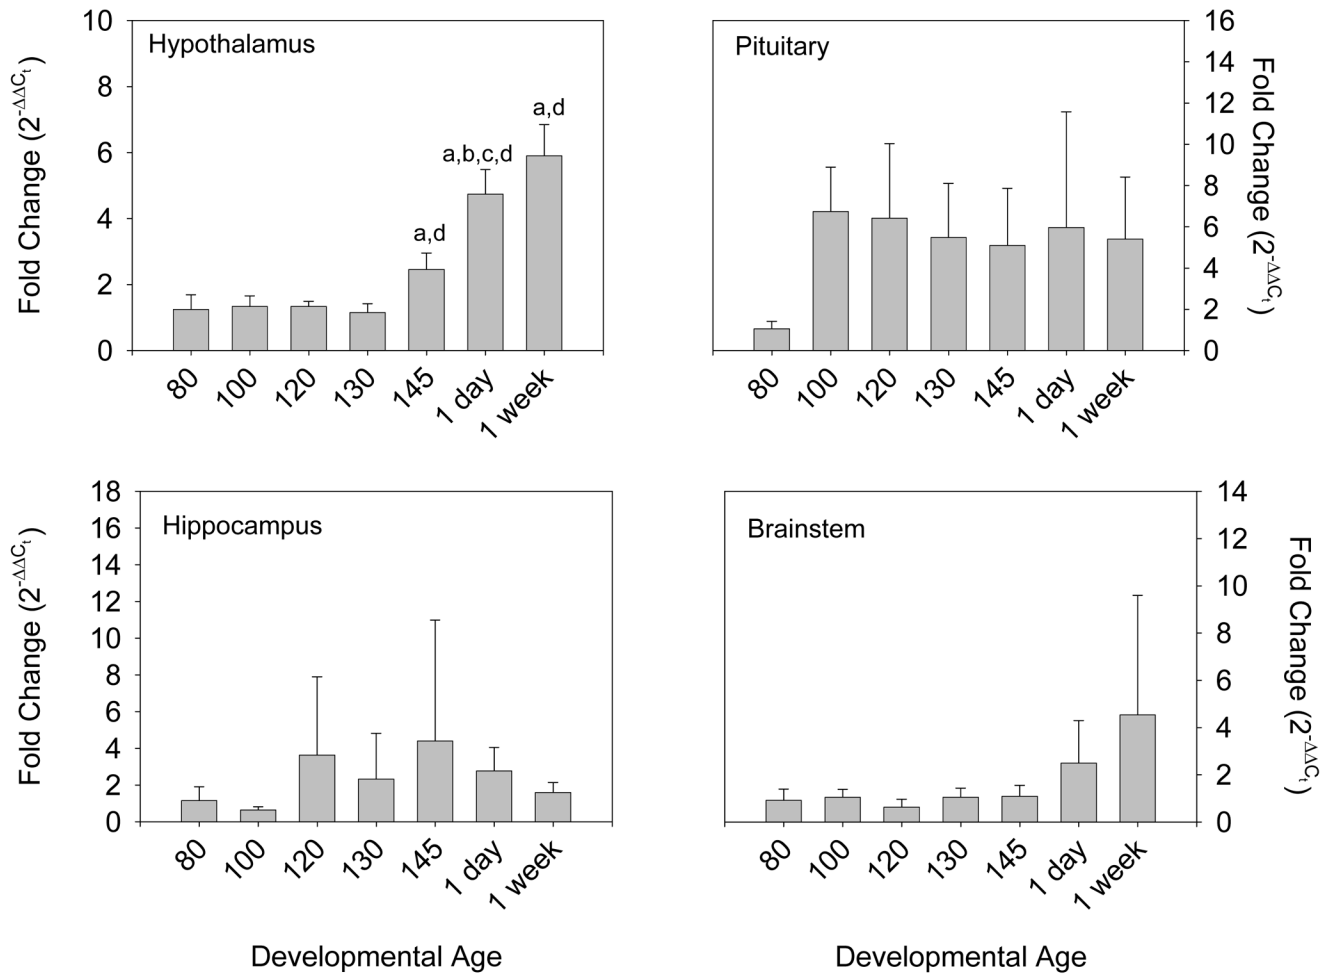 Hypothalamus
Fold Change (2-ΔΔCt)
10
8
6
4
2
0
a,d
a,b,c,d
a,d
80
100
120
130
145
1 day
1 week
Pituitary
Fold Change (2-ΔΔCt)
16
14
12
10
8
6
4
2
0
80
100
120
130
145
1 day
1 week
Hippocampus
Fold Change (2-ΔΔCt)
18
16
14
12
10
8
6
4
2
0
80
100
120
130
145
1 day
1 week
Developmental Age
Brainstem
Fold Change (2-ΔΔCt)
14
12
10
8
6
4
2
0
80
100
120
130
145
1 day
1 week
Developmental Age